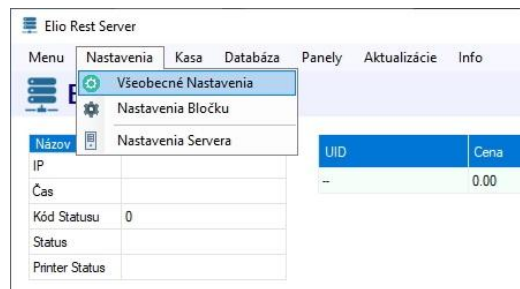 Elio Rest Server
Menu Nastavenia Kasa Databáza Panely Aktualizácie Info
Všeobecné Nastavenia
Nastavenia Bločku
Nastavenia Servera
Názov
UID Cena
IP
-- 0.00
Čas
Kód Statusu 0
Status
Printer Status